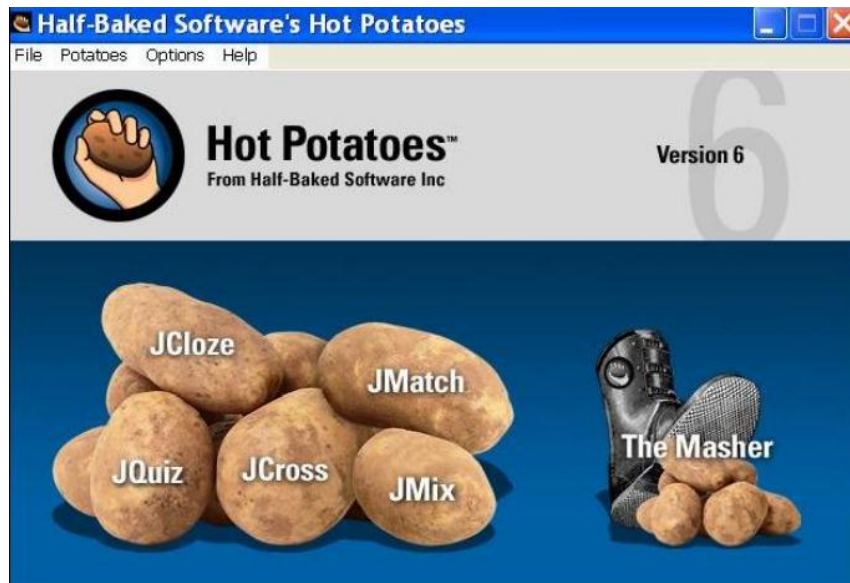 Half-Baked Software's Hot Potatoes
File Potatoes Options Help
6
Hot Potatoes™
From Half-Baked Software Inc
Version 6
JCloze
JMatch
JQuiz
JCross
JMix
The Masher